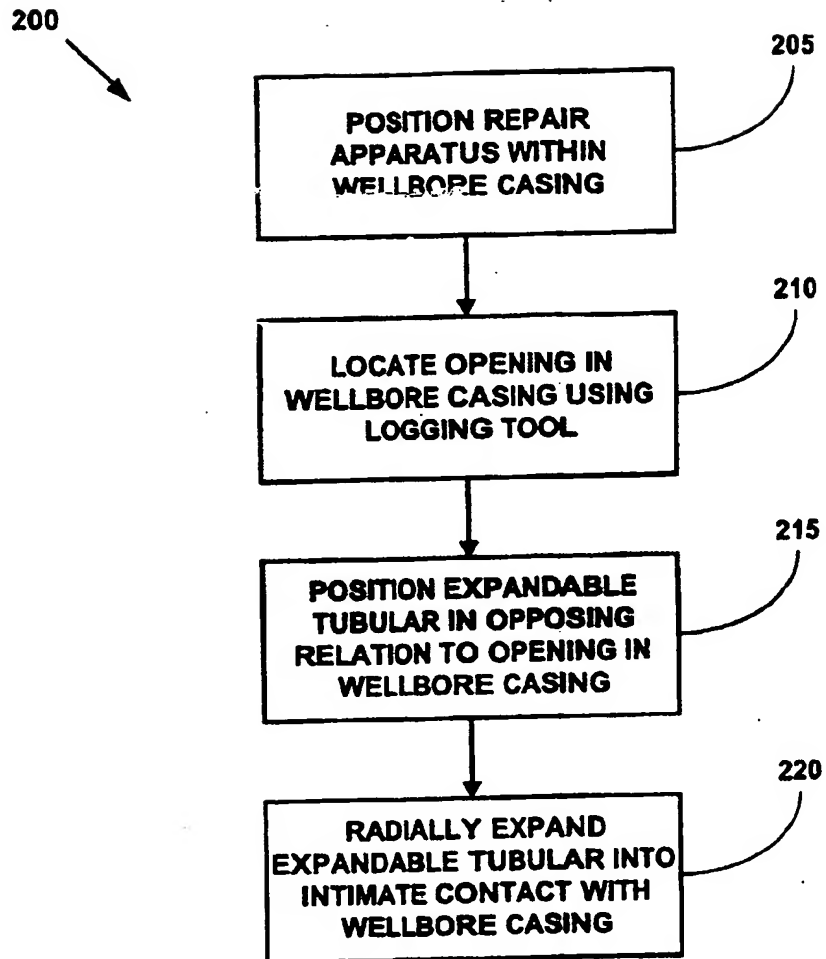 200
205
POSITION REPAIR
APPARATUS WITHIN
WELLBORE CASING
210
LOCATE OPENING IN
WELLBORE CASING USING
LOGGING TOOL
215
POSITION EXPANDABLE
TUBULAR IN OPPOSING
RELATION TO OPENING IN
WELLBORE CASING
220
RADIALLY EXPAND
EXPANDABLE TUBULAR INTO
INTIMATE CONTACT WITH
WELLBORE CASING